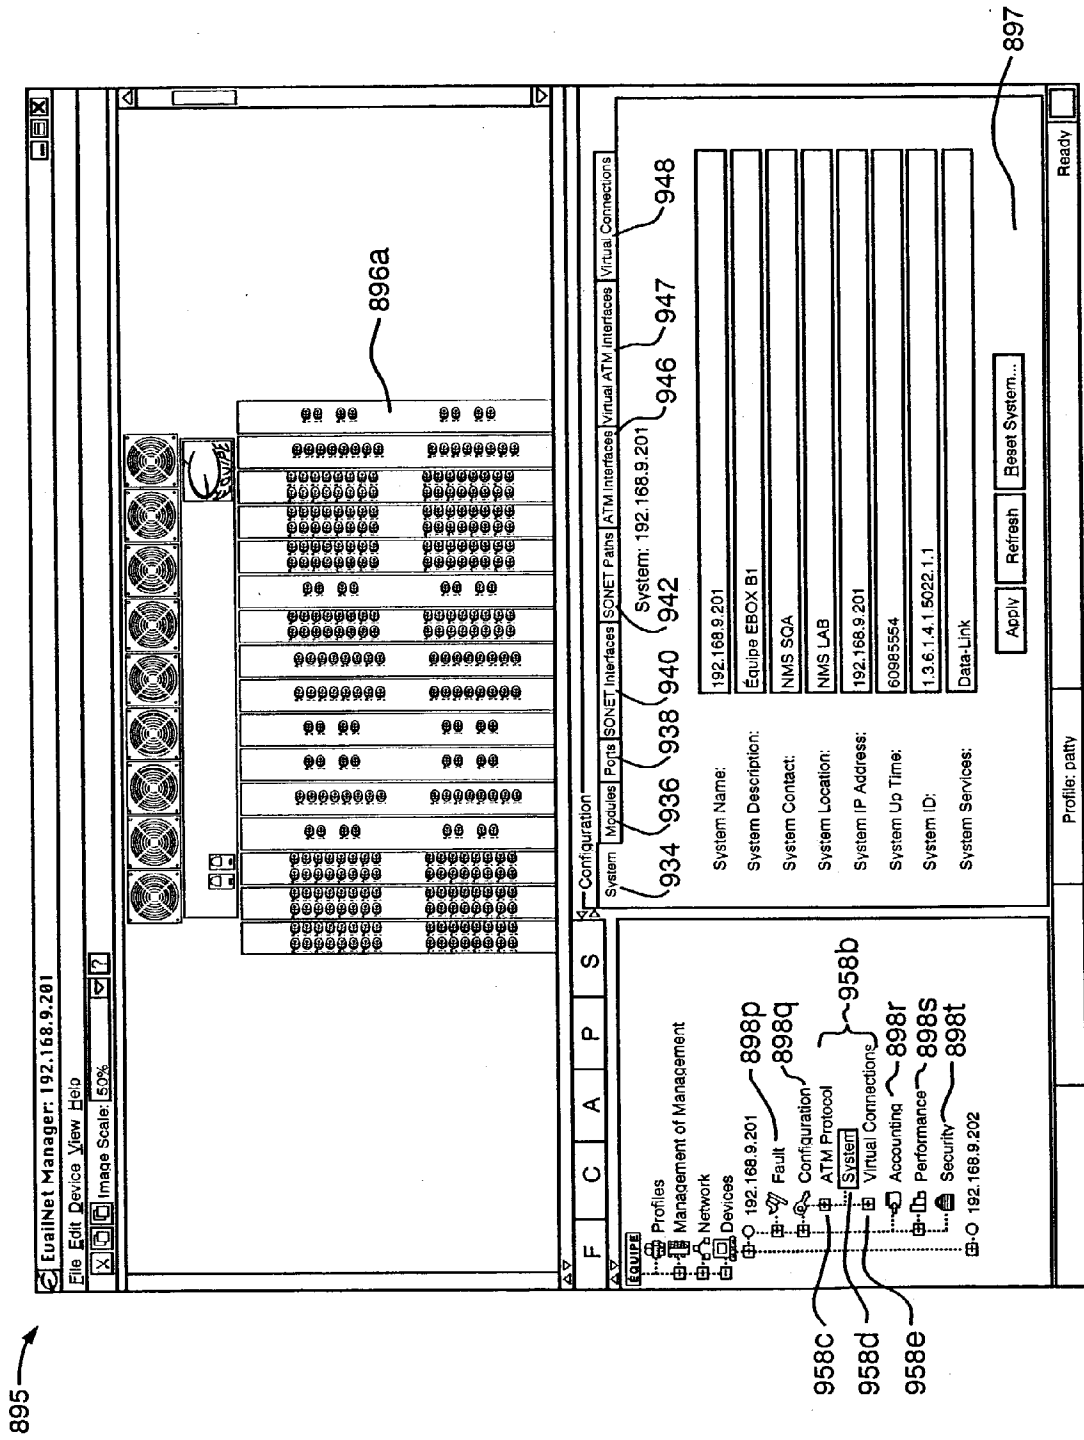 895
EuailNet Manager: 192.168.9.201
File Edit Device View Help
Image Scale: 50% ?
EQUIPE
896a
F C A P S
EQUIPE
Profiles
Management of Management
Network
Devices
192.168.9.201
898p
Fault
898q
Configuration
ATM Protocol
System
958b
Virtual Connections
Accounting
898r
Performance
898s
Security
898t
192.168.9.202
958c
958d
958e
Configuration
System Modules Ports SONET Interfaces SONET Paths ATM Interfaces Virtual ATM Interfaces Virtual Connections
934 936 938 940 942 946 947 948
System: 192.168.9.201
System Name: 192.168.9.201
System Description: Équipe EBOX B1
System Contact: NMS SQA
System Location: NMS LAB
System IP Address: 192.168.9.201
System Up Time: 60985554
System ID: 1.3.6.1.4.1.5022.1.1
System Services: Data-Link
Apply Refresh Reset System...
897
Profile: patty
Ready